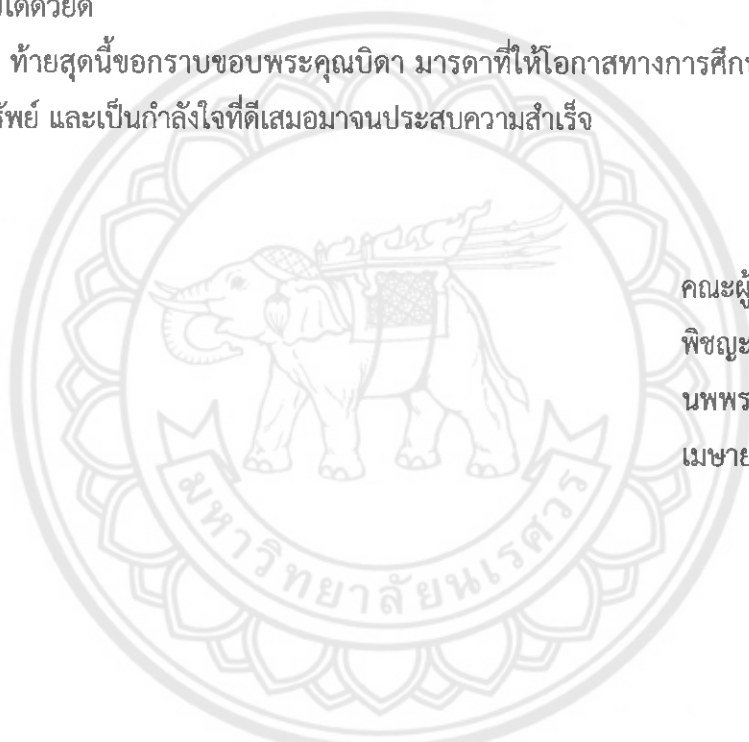 ท้ายสุดนี้ขอกราบขอบพระคุณบิดา มารดาที่ให้โอกาสทางการศึกษ
และเป็นกำลังใจที่ดีเสมอมาจนประสบความสำเร็จ
คณะผู้
พิชญะ
นพพร
เมษาย
มหาวิทยาลัยนเรศวร